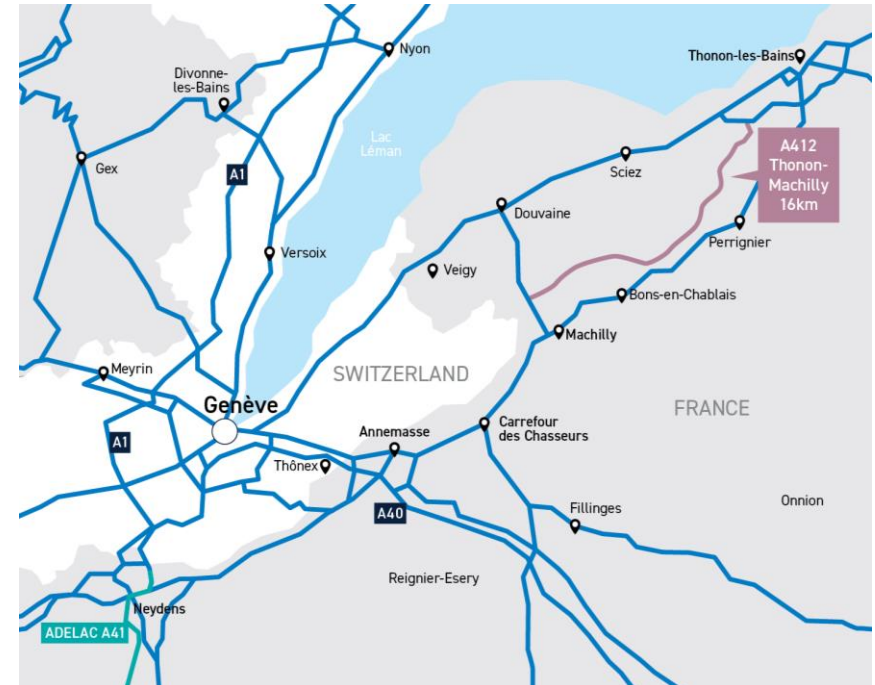 Nyon
Thonon-les-Bains
Divonne-
les-Bains
Lac
Léman
A412
Thonon-
Machilly
16km
Gex
A1
Sciez
Douvaine
Perrignier
Versoix
Veigy
Bons-en-Chablais
Machilly
Meyrin
SWITZERLAND
Genève
FRANCE
Carrefour
des Chasseurs
Annemasse
A1
Thônex
Fillinges
Onnion
A40
Reignier-Esery
Neydens
ADELAC A41